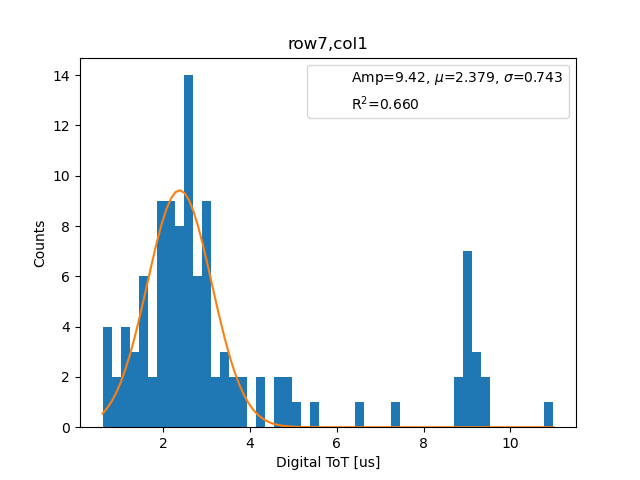 row7,col1
Amp=9.42, μ=2.379, σ=0.743
R²=0.660
Counts
14
12
10
8
6
4
2
0
2 4 6 8 10
Digital ToT [us]